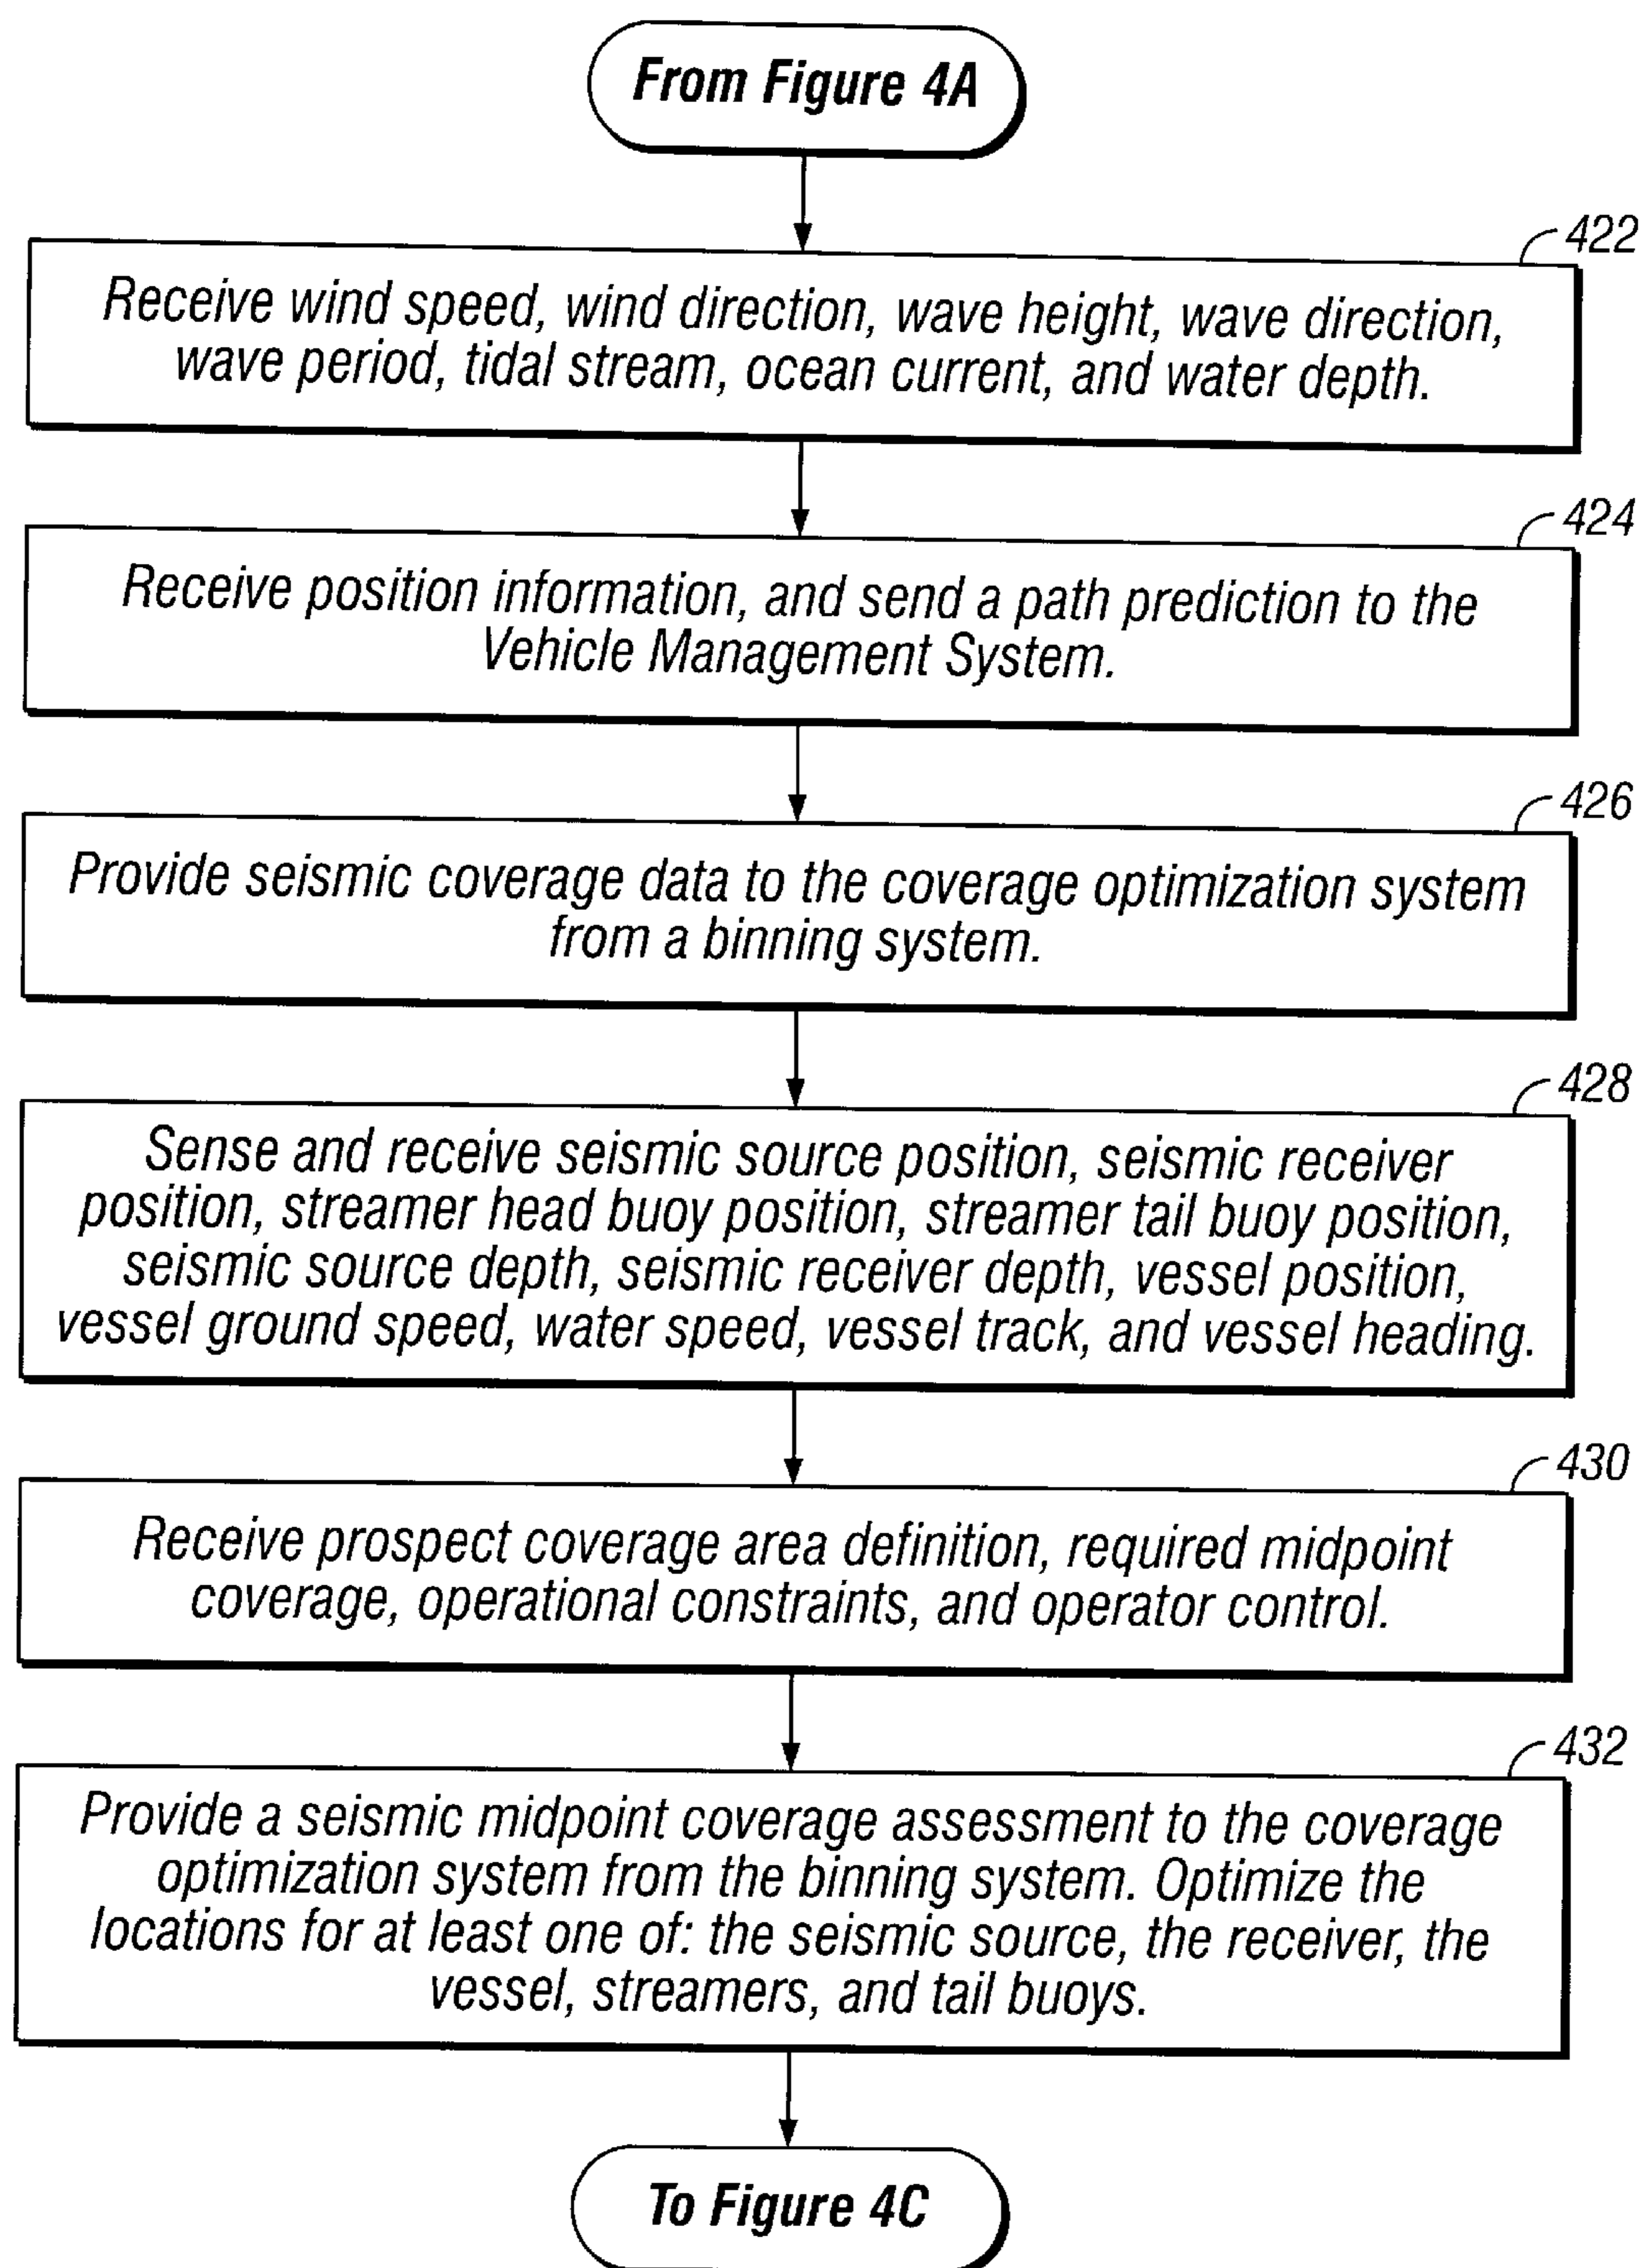 From Figure 4A
422
Receive wind speed, wind direction, wave height, wave direction,
wave period, tidal stream, ocean current, and water depth.
424
Receive position information, and send a path prediction to the
Vehicle Management System.
426
Provide seismic coverage data to the coverage optimization system
from a binning system.
428
Sense and receive seismic source position, seismic receiver
position, streamer head buoy position, streamer tail buoy position,
seismic source depth, seismic receiver depth, vessel position,
vessel ground speed, water speed, vessel track, and vessel heading.
430
Receive prospect coverage area definition, required midpoint
coverage, operational constraints, and operator control.
432
Provide a seismic midpoint coverage assessment to the coverage
optimization system from the binning system. Optimize the
locations for at least one of: the seismic source, the receiver, the
vessel, streamers, and tail buoys.
To Figure 4C